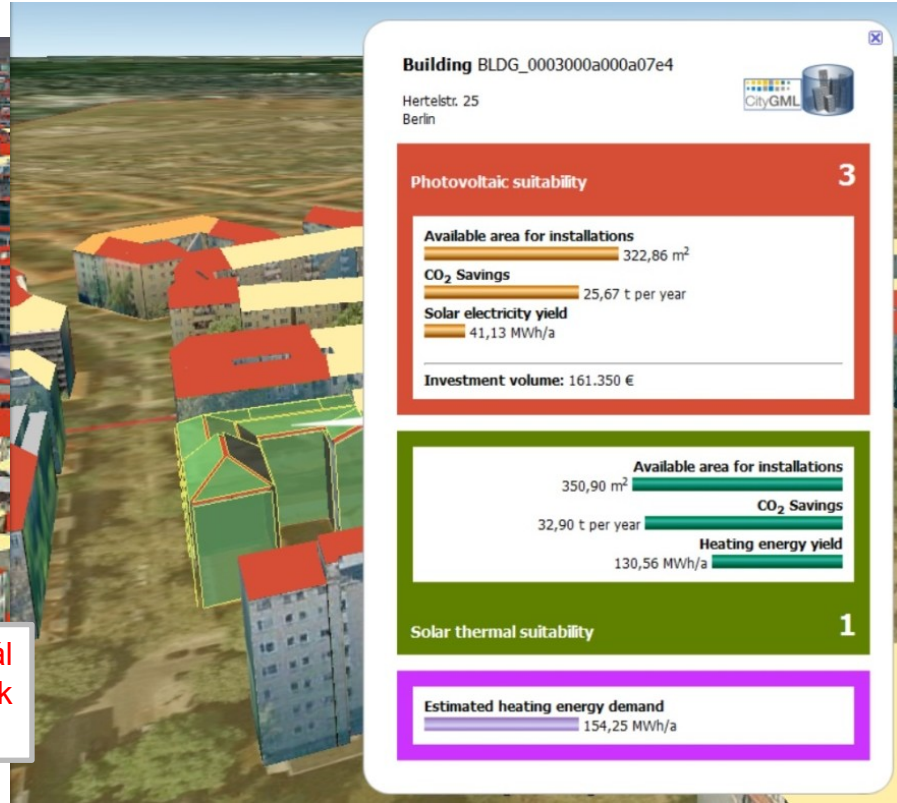 Building BLDG_0003000a000a07e4
Hertelstr. 25
Berlin
CityGML
Photovoltaic suitability 3
Available area for installations
322,86 m²
CO₂ Savings
25,67 t per year
Solar electricity yield
41,13 MWh/a
Investment volume: 161.350 €
Available area for installations
350,90 m²
CO₂ Savings
32,90 t per year
Heating energy yield
130,56 MWh/a
Solar thermal suitability 1
Estimated heating energy demand
154,25 MWh/a
ál
k